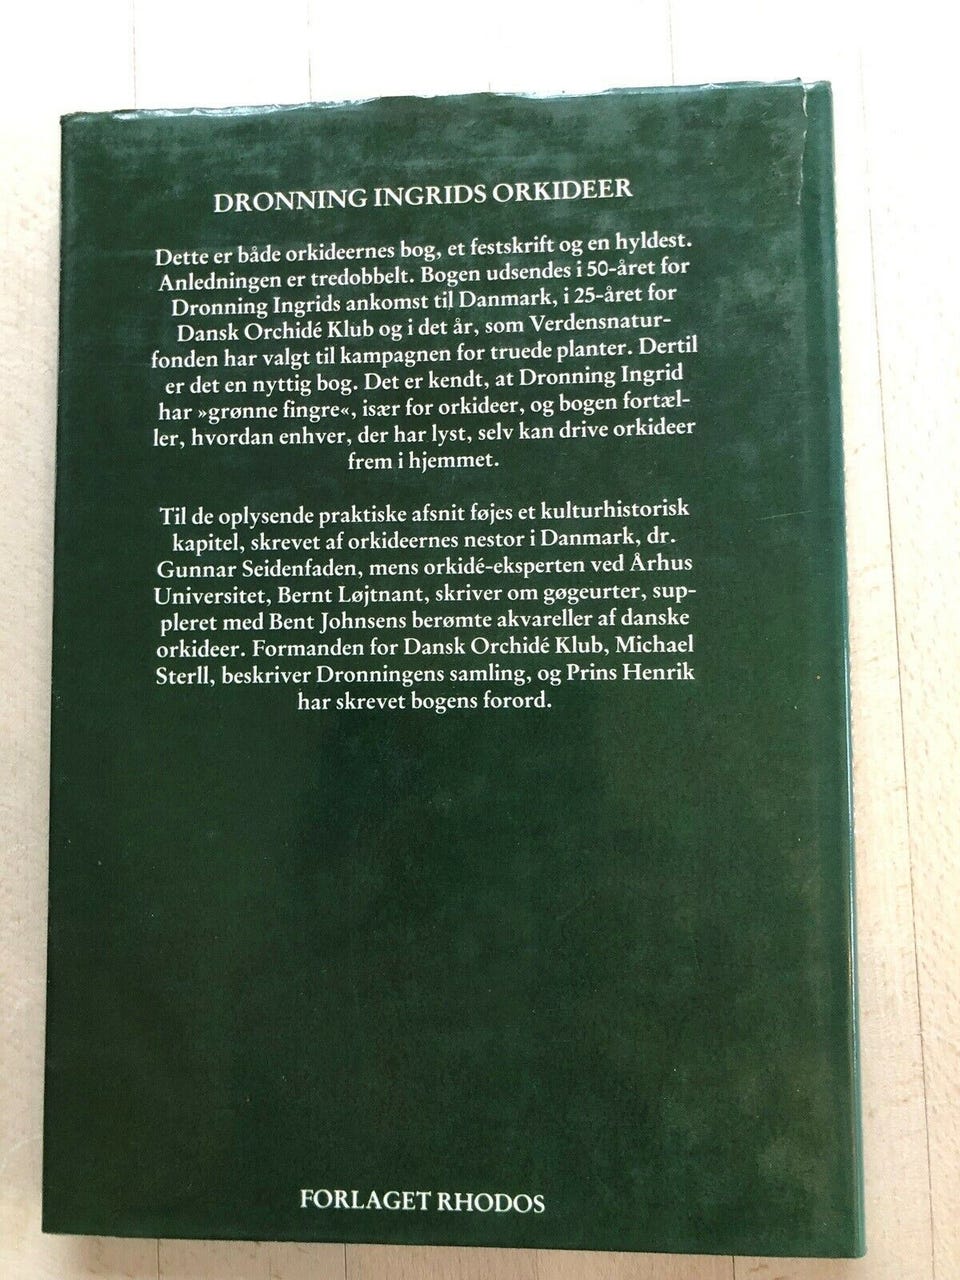 DRONNING INGRIDS ORKIDEER
Dette er både orkideernes bog, et festskrift og en hyldest.
Anledningen er tredobbelt. Bogen udsendes i 50-året for
Dronning Ingrids ankomst til Danmark, i 25-året for
Dansk Orchidé Klub og i det år, som Verdensnatur-
fonden har valgt til kampagnen for truede planter. Dertil
er det en nyttig bog. Det er kendt, at Dronning Ingrid
har »grønne fingre«, især for orkideer, og bogen fortæl-
ler, hvordan enhver, der har lyst, selv kan drive orkideer
frem i hjemmet.
Til de oplysende praktiske afsnit føjes et kulturhistorisk
kapitel, skrevet af orkideernes nestor i Danmark, dr.
Gunnar Seidenfaden, mens orkidé-eksperten ved Århus
Universitet, Bernt Løjtnant, skriver om gøgeurter, sup-
pleret med Bent Johnsens berømte akvareller af danske
orkideer. Formanden for Dansk Orchidé Klub, Michael
Sterll, beskriver Dronningens samling, og Prins Henrik
har skrevet bogens forord.
FORLAGET RHODOS